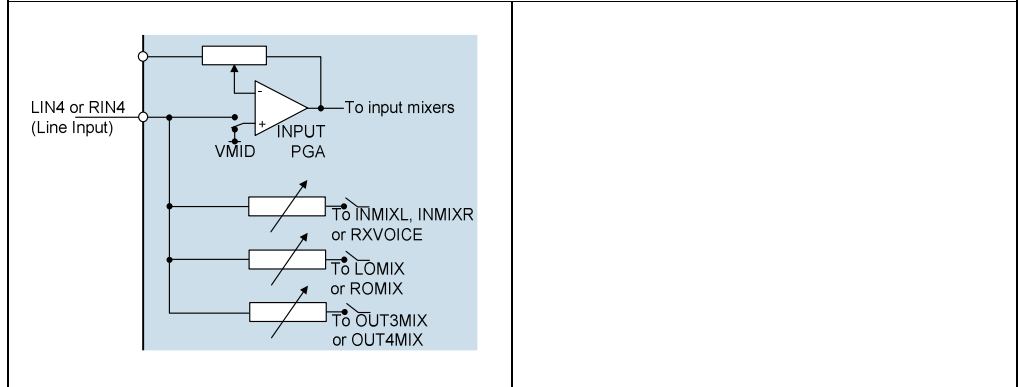 LIN4 or RIN4
(Line Input)
-
+
To input mixers
INPUT
PGA
VMID
To INMIXL, INMIXR
or RXVOICE
To LOMIX
or ROMIX
To OUT3MIX
or OUT4MIX